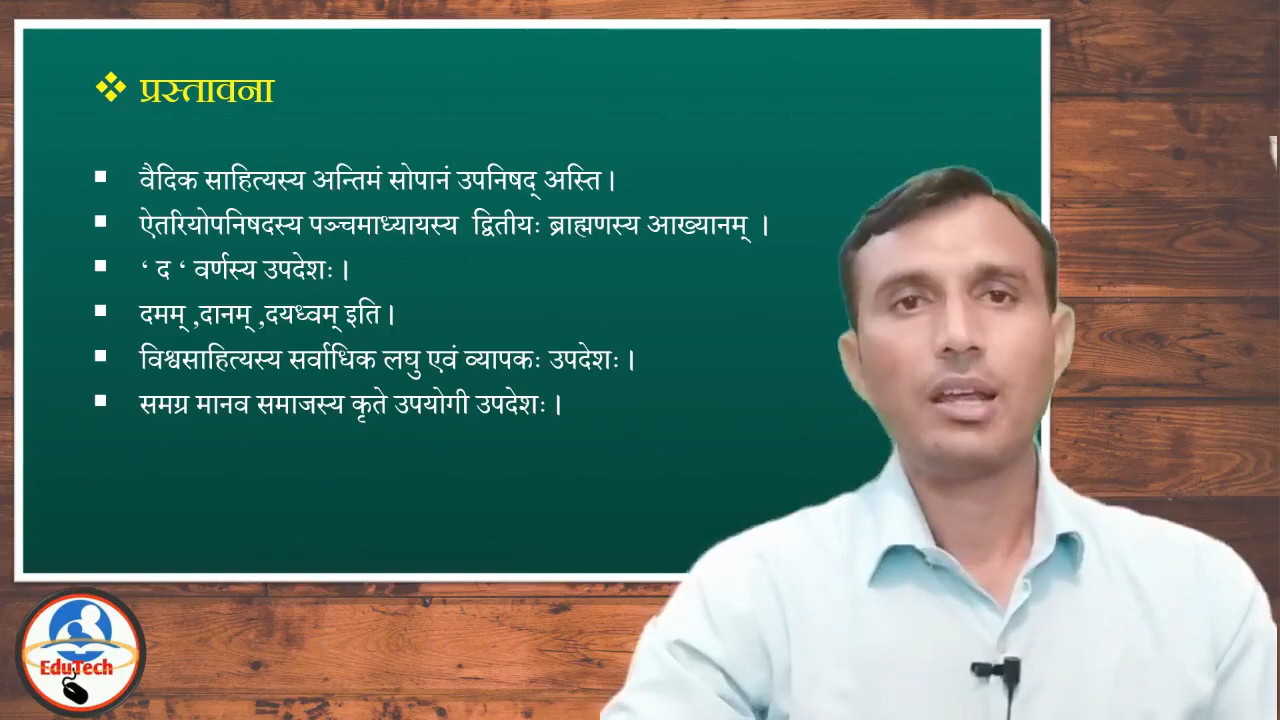 प्रस्तावना
वैदिक साहित्यस्य अन्तिमं सोपानं उपनिषद् अस्ति।
ऐतरियोपनिषदस्य पञ्चमाध्यायस्य द्वितीयः ब्राह्मणस्य आख्यानम् ।
‘ द ‘ वर्णस्य उपदेशः।
दमम् ,दानम् ,दयध्वम् इति।
विश्वसाहित्यस्य सर्वाधिक लघु एवं व्यापकः उपदेशः।
समग्र मानव समाजस्य कृते उपयोगी उपदेशः।
EduTech